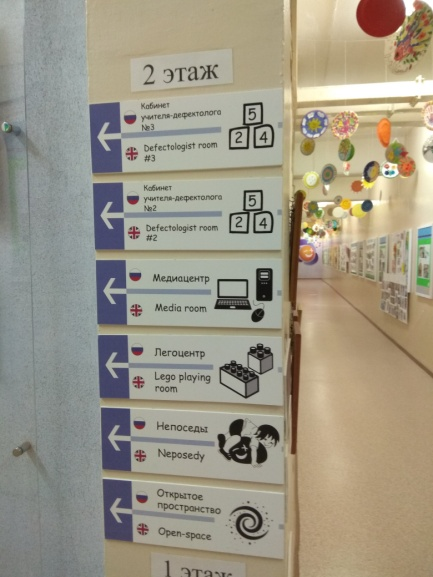 2 этаж
Кабинет
учителя-дефектолога
№3
Defectologist room
#3
5
2 4
Кабинет
учителя-дефектолога
№2
Defectologist room
#2
5
2 4
Медиацентр
Media room
Легоцентр
Lego playing
room
Непоседы
Neposedy
Открытое
пространство
Open-space
1 этаж